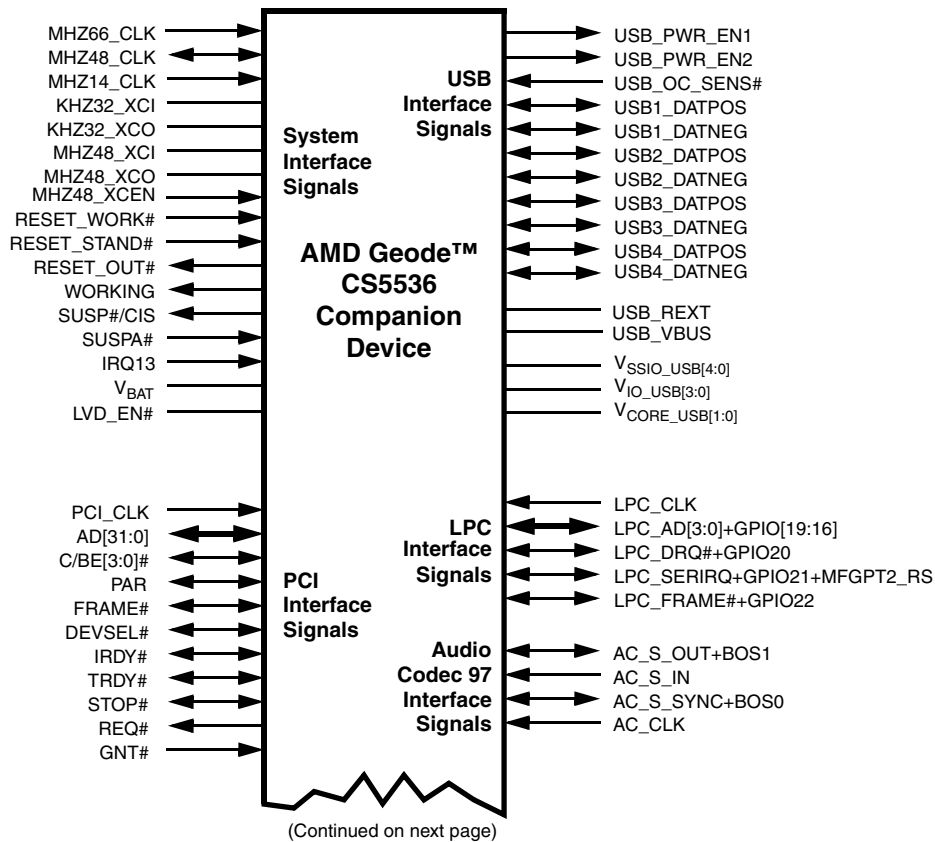 MHZ66_CLK
MHZ48_CLK
MHZ14_CLK
KHZ32_XCI
KHZ32_XCO
MHZ48_XCI
MHZ48_XCO
MHZ48_XCEN
RESET_WORK#
RESET_STAND#
RESET_OUT#
WORKING
SUSP#/CIS
SUSPA#
IRQ13
VBAT
LVD_EN#
System
Interface
Signals
PCI_CLK
AD[31:0]
C/BE[3:0]#
PAR
FRAME#
DEVSEL#
IRDY#
TRDY#
STOP#
REQ#
GNT#
PCI
Interface
Signals
AMD Geode™
CS5536
Companion
Device
USB
Interface
Signals
USB_PWR_EN1
USB_PWR_EN2
USB_OC_SENS#
USB1_DATPOS
USB1_DATNEG
USB2_DATPOS
USB2_DATNEG
USB3_DATPOS
USB3_DATNEG
USB4_DATPOS
USB4_DATNEG
USB_REXT
USB_VBUS
VSSIO_USB[4:0]
VIO_USB[3:0]
VCORE_USB[1:0]
LPC
Interface
Signals
LPC_CLK
LPC_AD[3:0]+GPIO[19:16]
LPC_DRQ#+GPIO20
LPC_SERIRQ+GPIO21+MFGPT2_RS
LPC_FRAME#+GPIO22
Audio
Codec 97
Interface
Signals
AC_S_OUT+BOS1
AC_S_IN
AC_S_SYNC+BOS0
AC_CLK
(Continued on next page)